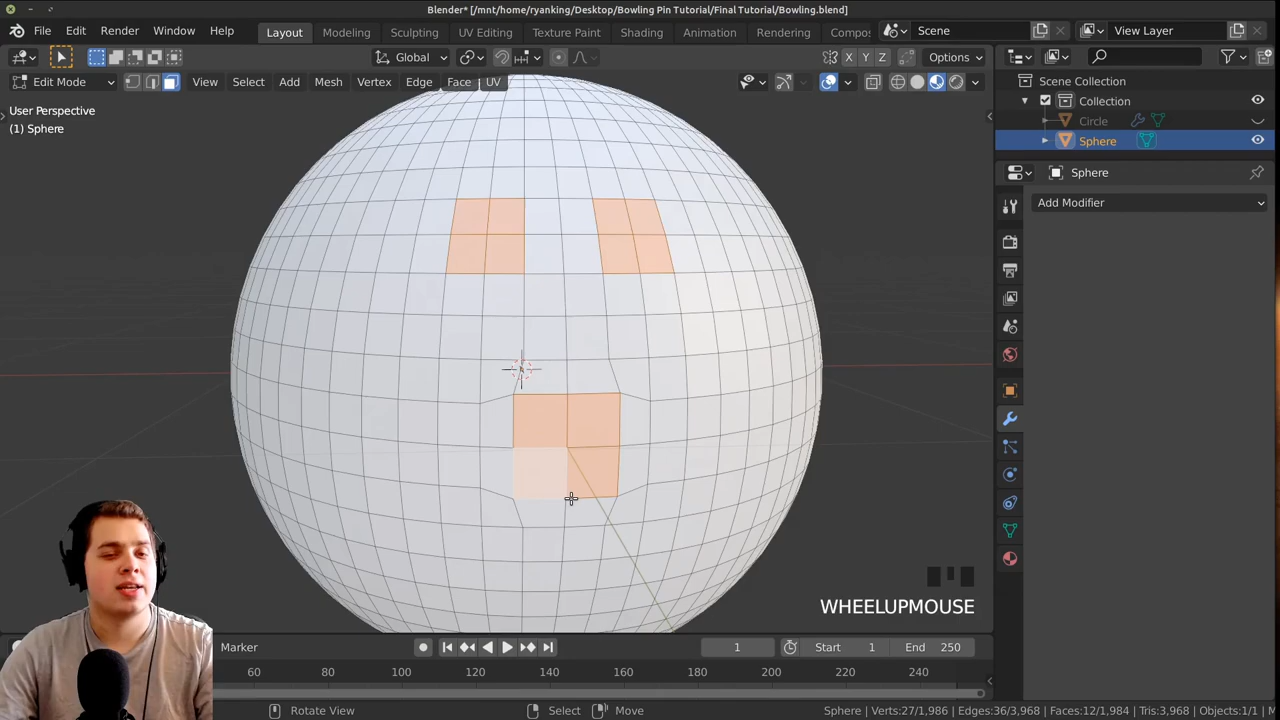 Blender* [/mnt/home/ryanking/Desktop/Bowling Pin Tutorial/Final Tutorial/Bowling.blend]
File Edit Render Window Help Layout Modeling Sculpting UV Editing Texture Paint Shading Animation Rendering Compos Scene View Layer
Global X Y Z Options
Edit Mode View Select Add Mesh Vertex Edge Face UV
Scene Collection
User Perspective
Collection
(1) Sphere
Circle
Sphere
Sphere
Add Modifier
WHEELUPMOUSE
Marker 1 Start 1 End 250
60 80 100 120 140 160 180 200 220 240
Rotate View Select Move Sphere | Verts:27/1,986 | Edges:36/3,968 | Faces:12/1,984 | Tris:3,968 | Objects:1/1 | M